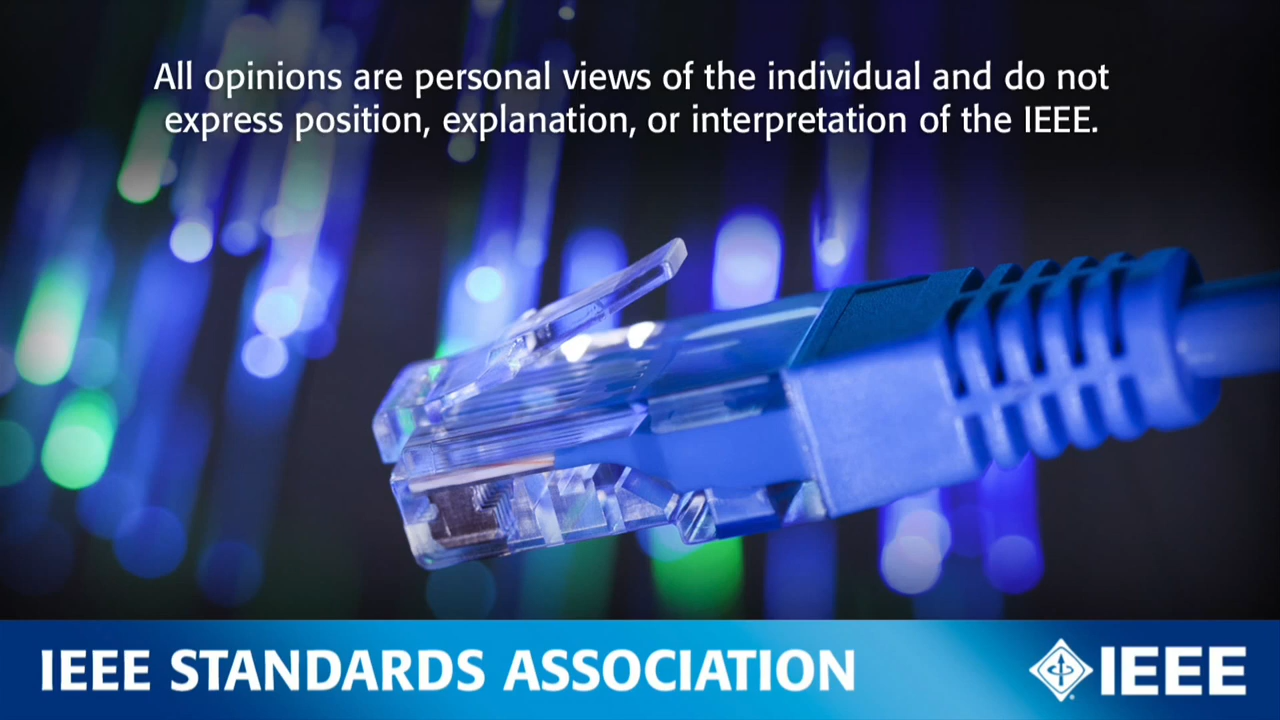 All opinions are personal views of the individual and do not
express position, explanation, or interpretation of the IEEE.
IEEE STANDARDS ASSOCIATION
IEEE